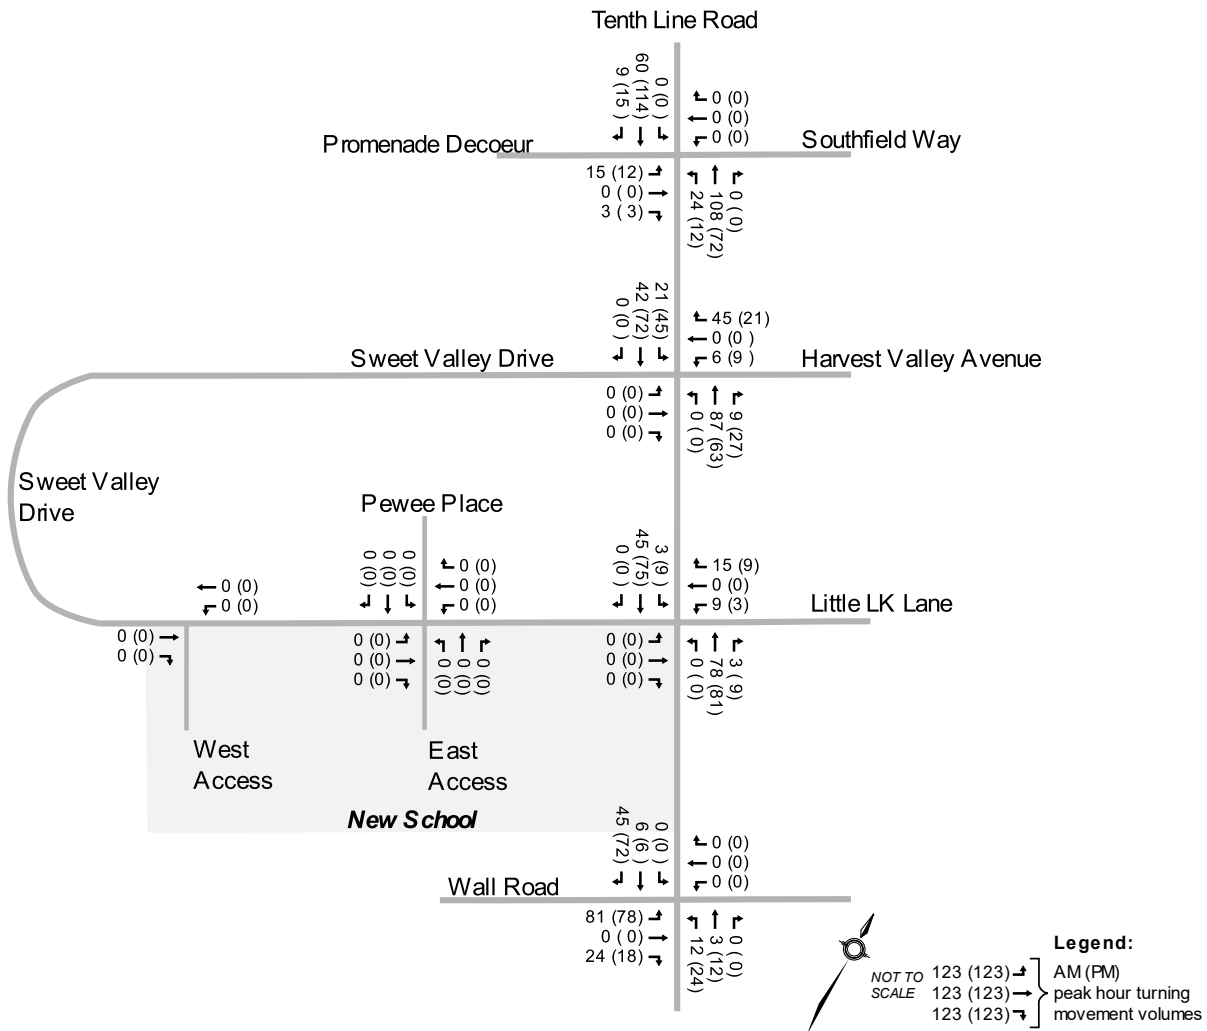 Tenth Line Road
9 (15 )
60 (114)
0 (0 )
0 (0)
0 (0)
0 (0)
Promenade Decoeur
Southfield Way
15 (12)
0 ( 0)
3 ( 3)
24 (12)
108 (72)
0 ( 0)
0 (0)
42 (72)
21 (45)
45 (21)
0 (0 )
6 (9 )
Sweet Valley Drive
Harvest Valley Avenue
0 (0)
0 (0)
0 (0)
0 ( 0)
87 (63)
9 (27)
Sweet Valley
Drive
Pewee Place
0 (0)
0 (0)
0 (0)
0 (0)
0 (0)
0 (0)
0 (0)
0 (0)
0 (0)
45 (75)
3 (9 )
15 (9)
0 (0)
9 (3)
Little LK Lane
0 (0)
0 (0)
0 (0)
0 (0)
0 (0)
0 (0)
0 (0)
0 (0)
0 (0)
0 (0)
0 (0)
0 ( 0)
78 (81)
3 ( 9)
West
Access
East
Access
New School
45 (72)
6 (6 )
0 (0 )
0 (0)
0 (0)
0 (0)
Wall Road
81 (78)
0 ( 0)
24 (18)
12 (24)
3 (12)
0 ( 0)
Legend:
NOT TO
SCALE
123 (123)
123 (123)
123 (123)
AM (PM)
peak hour turning
movement volumes